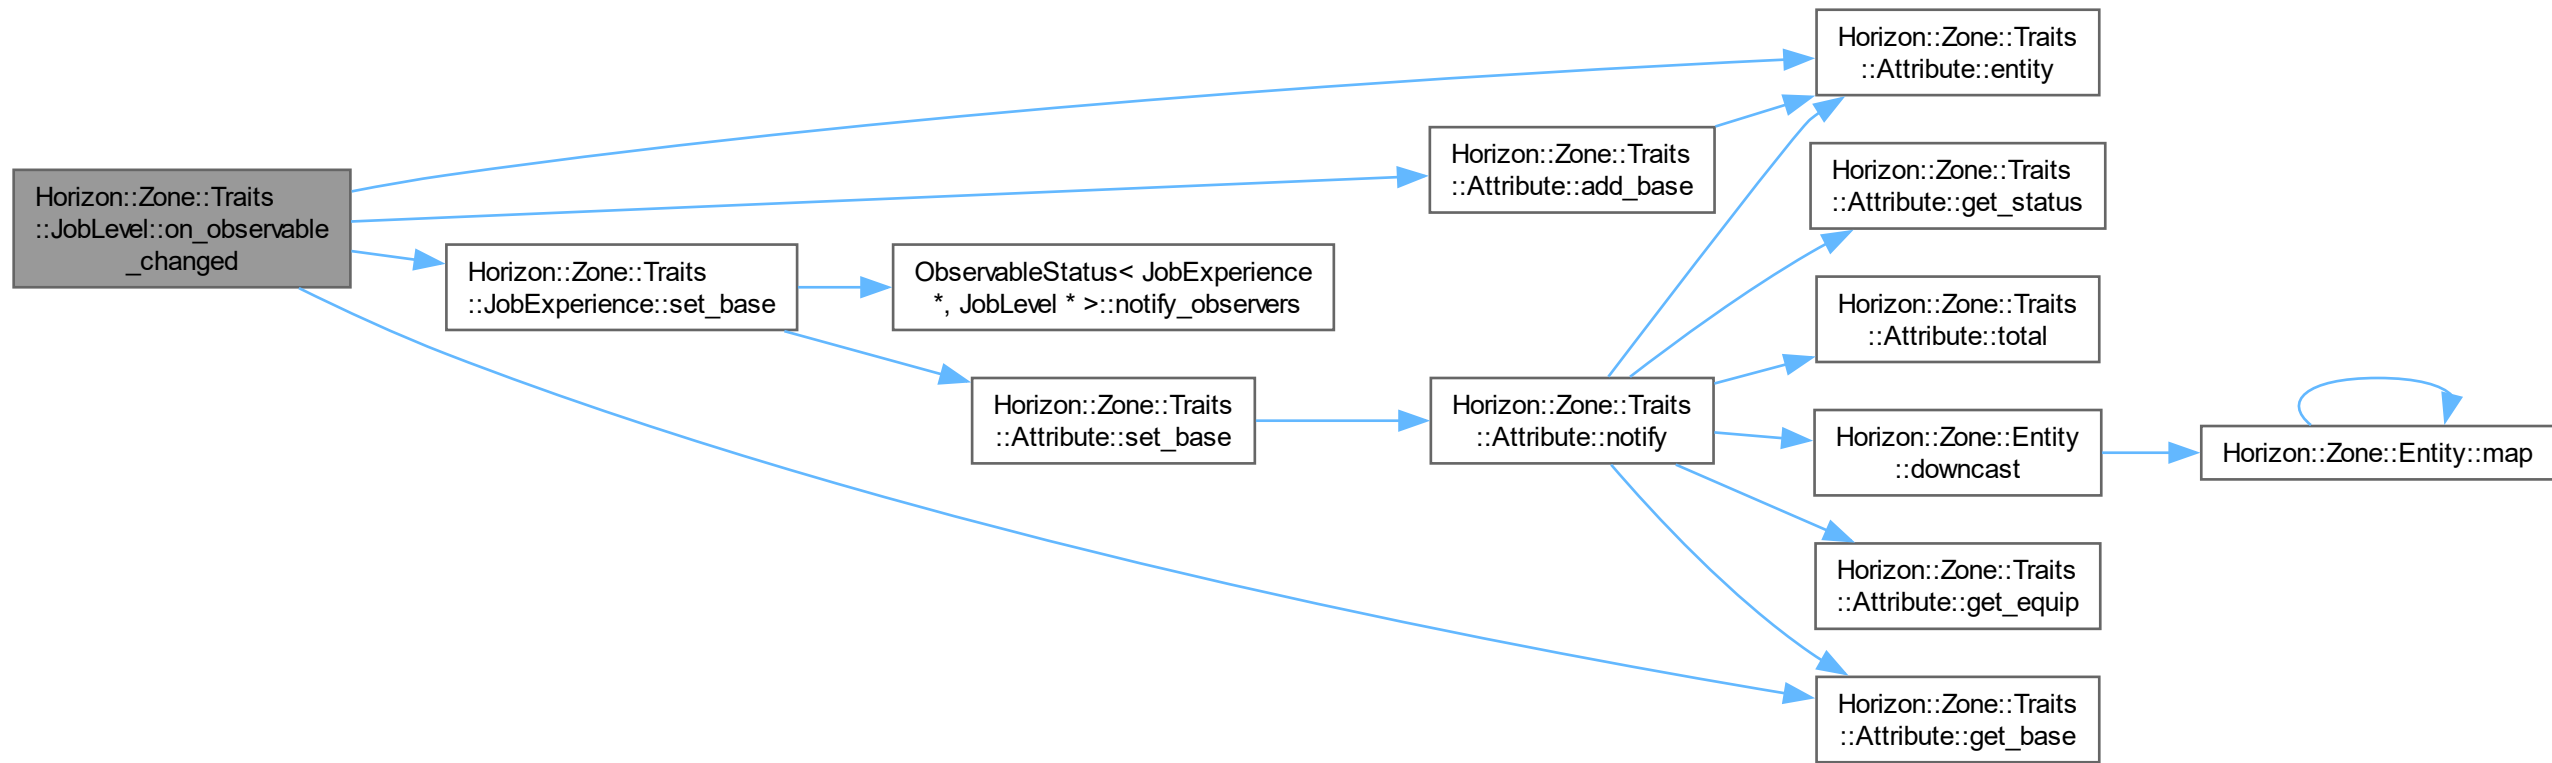 Horizon::Zone::Traits
::JobLevel::on_observable
_changed
Horizon::Zone::Traits
::JobExperience::set_base
ObservableStatus< JobExperience
*, JobLevel * >::notify_observers
Horizon::Zone::Traits
::Attribute::set_base
Horizon::Zone::Traits
::Attribute::add_base
Horizon::Zone::Traits
::Attribute::notify
Horizon::Zone::Traits
::Attribute::entity
Horizon::Zone::Traits
::Attribute::get_status
Horizon::Zone::Traits
::Attribute::total
Horizon::Zone::Entity
::downcast
Horizon::Zone::Traits
::Attribute::get_equip
Horizon::Zone::Traits
::Attribute::get_base
Horizon::Zone::Entity::map